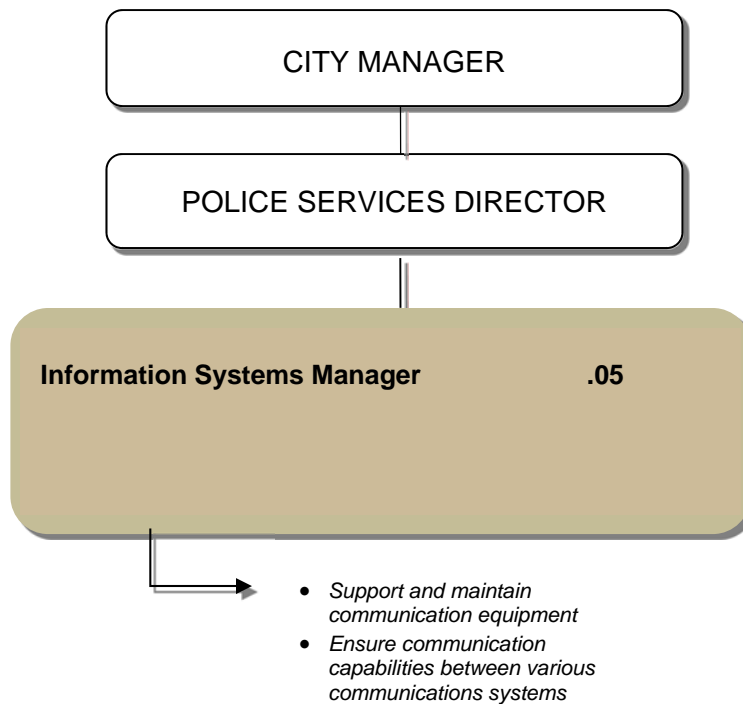 CITY MANAGER
POLICE SERVICES DIRECTOR
Information Systems Manager .05
• Support and maintain
communication equipment
• Ensure communication
capabilities between various
communications systems